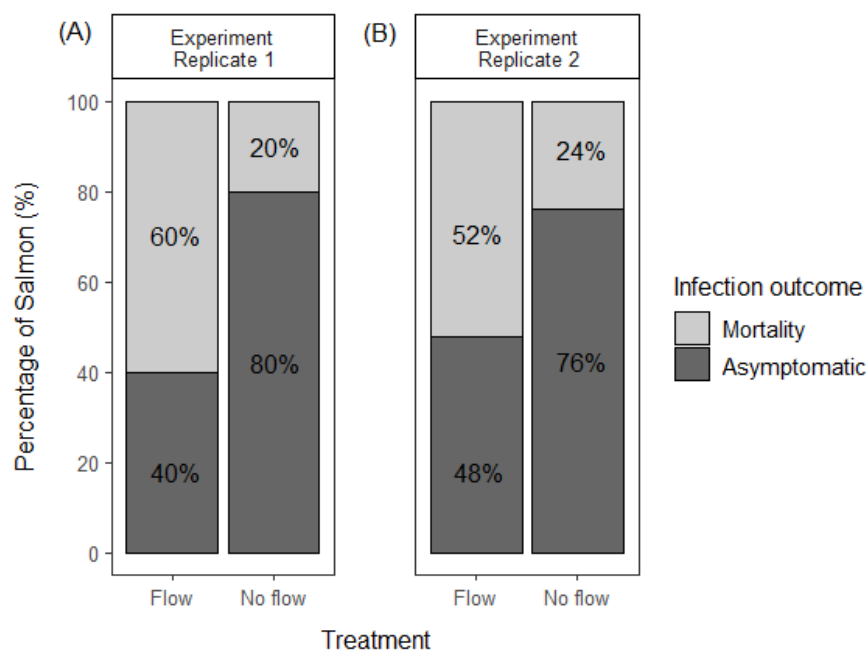 (A)
Experiment
Replicate 1
(B)
Experiment
Replicate 2
Percentage of Salmon (%)
100
80
60
40
20
0
60%
40%
20%
80%
52%
48%
24%
76%
Flow
No flow
Flow
No flow
Treatment
Infection outcome
Mortality
Asymptomatic